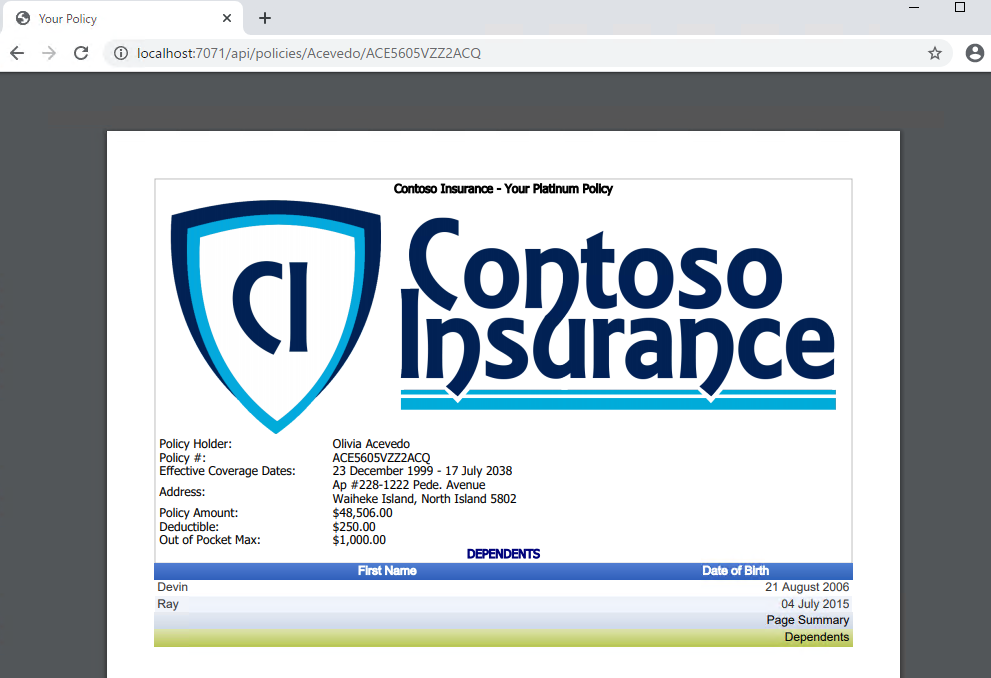 Your Policy
localhost:7071/api/policies/Acevedo/ACE5605VZZ2ACQ
Contoso Insurance - Your Platinum Policy
CI
Contoso
Insurance
Policy Holder: Olivia Acevedo
Policy #: ACE5605VZZ2ACQ
Effective Coverage Dates: 23 December 1999 - 17 July 2038
Address: Ap #228-1222 Pede. Avenue
Waiheke Island, North Island 5802
Policy Amount: $48,506.00
Deductible: $250.00
Out of Pocket Max: $1,000.00
DEPENDENTS
First Name Date of Birth
Devin 21 August 2006
Ray 04 July 2015
Page Summary
Dependents